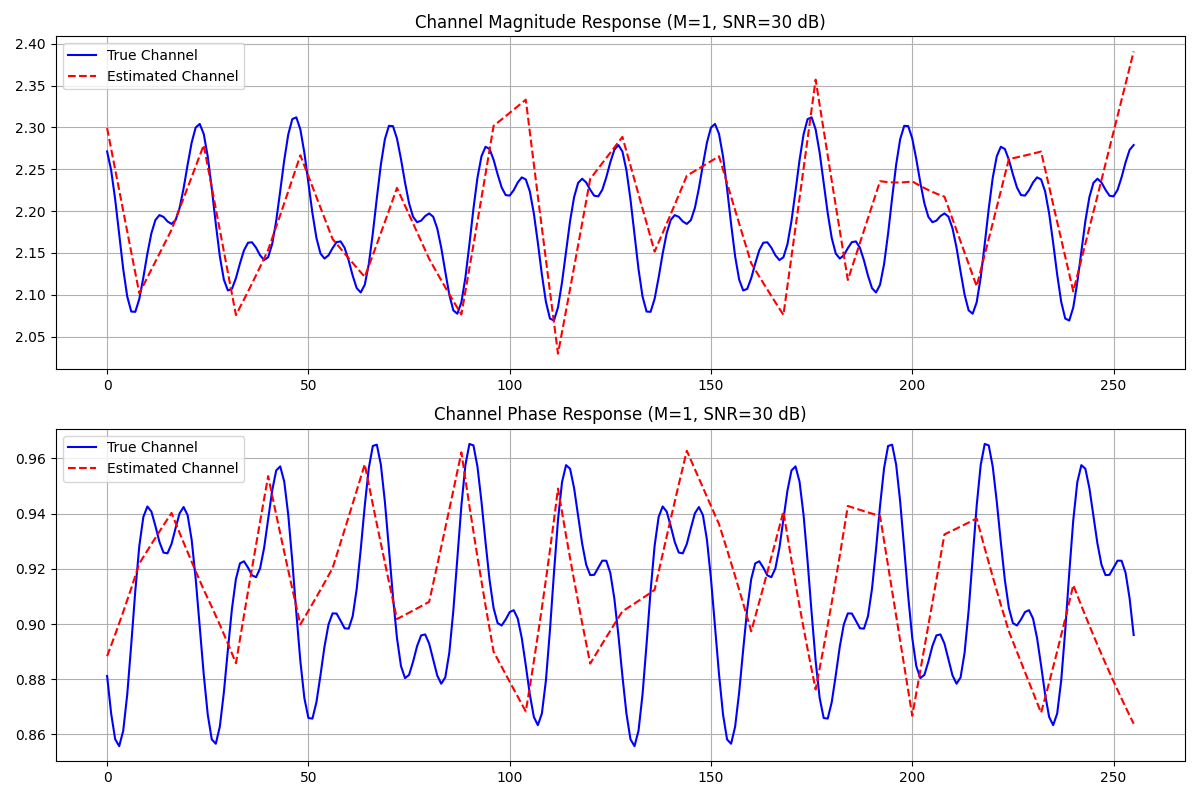 Channel Magnitude Response (M=1, SNR=30 dB)
2.40
2.35
2.30
2.25
2.20
2.15
2.10
2.05
True Channel
Estimated Channel
0 50 100 150 200 250
Channel Phase Response (M=1, SNR=30 dB)
0.96
0.94
0.92
0.90
0.88
0.86
True Channel
Estimated Channel
0 50 100 150 200 250